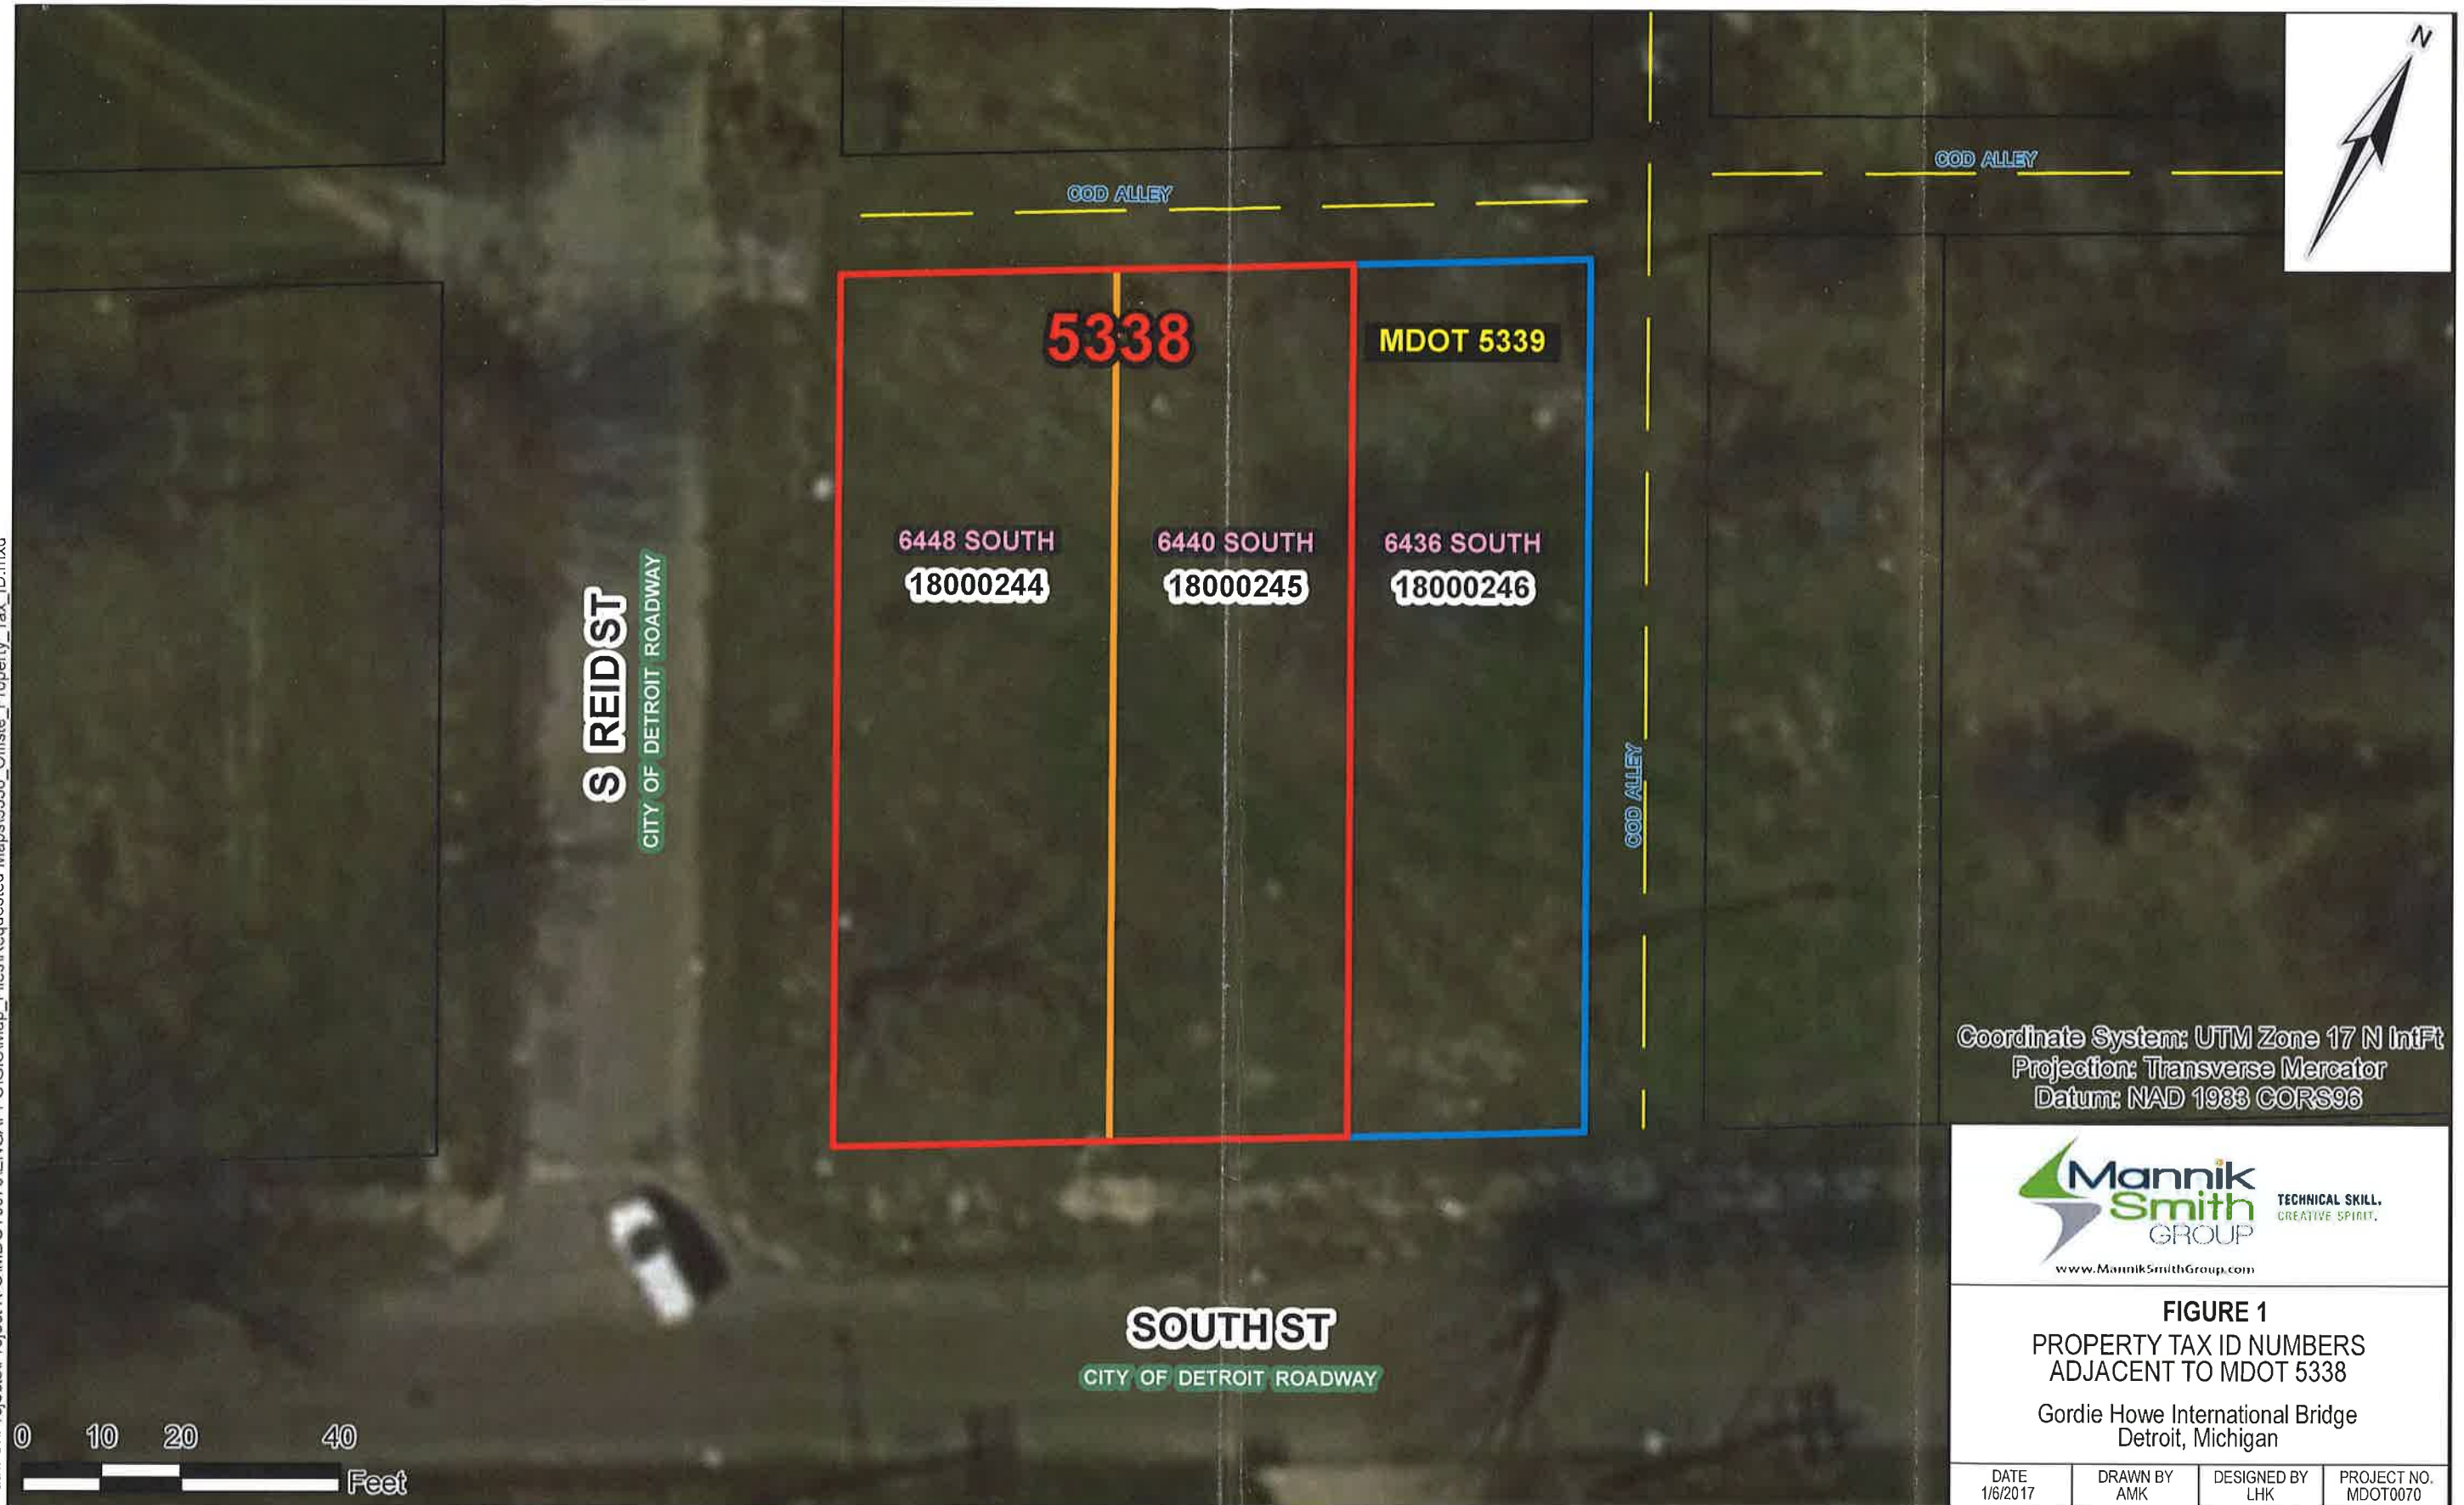 N
COD ALLEY
COD ALLEY
5338
MDOT 5339
6448 SOUTH
18000244
6440 SOUTH
18000245
6436 SOUTH
18000246
S REID ST
CITY OF DETROIT ROADWAY
COD ALLEY
Coordinate System: UTM Zone 17 N IntFt
Projection: Transverse Mercator
Datum: NAD 1983 CORS96
Mannik
Smith
GROUP
TECHNICAL SKILL.
CREATIVE SPIRIT.
www.MannikSmithGroup.com
SOUTH ST
CITY OF DETROIT ROADWAY
FIGURE 1
PROPERTY TAX ID NUMBERS
ADJACENT TO MDOT 5338
Gordie Howe International Bridge
Detroit, Michigan
0 10 20 40
Feet
DATE
1/6/2017
DRAWN BY
AMK
DESIGNED BY
LHK
PROJECT NO.
MDOT0070